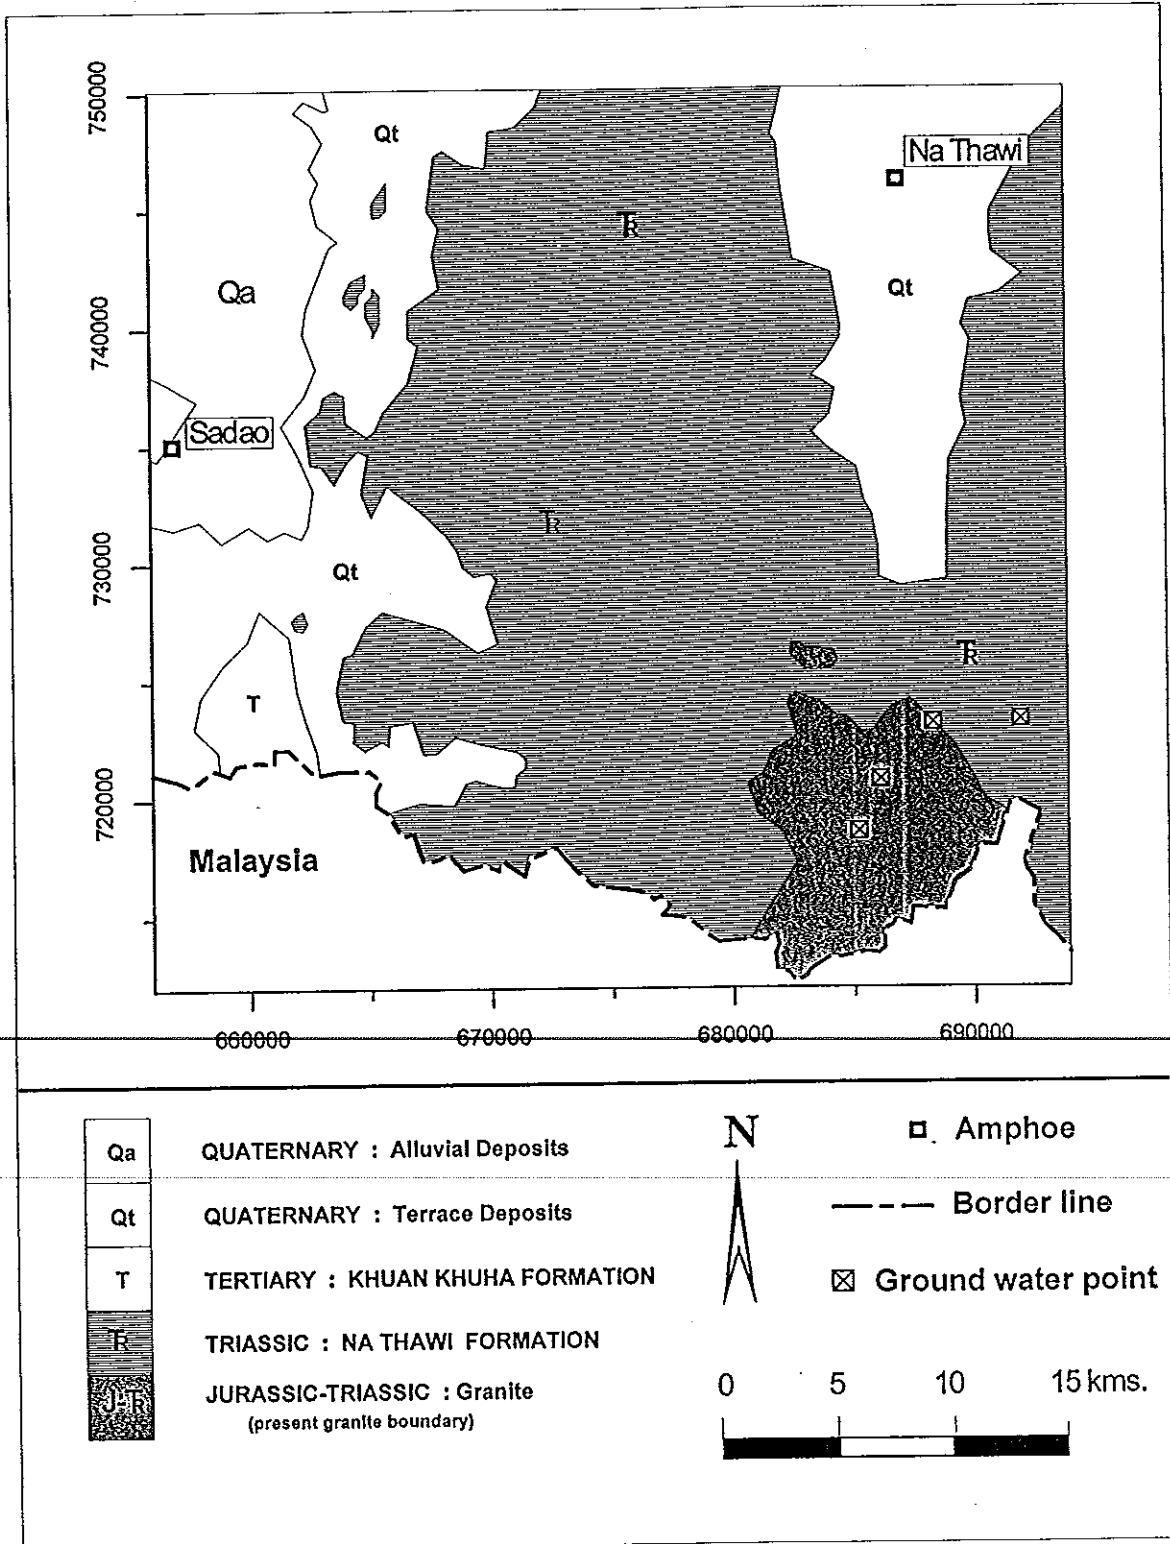 750000
740000
730000
720000
Qt
Na Thawi
TR
Qa
Qt
Sadao
TR
Qt
TR
T
Malaysia
660000 670000 680000 690000
Qa QUATERNARY : Alluvial Deposits
Qt QUATERNARY : Terrace Deposits
T TERTIARY : KHUAN KHUHA FORMATION
TR TRIASSIC : NA THAWI FORMATION
J-TR JURASSIC-TRIASSIC : Granite
(present granite boundary)
N
Amphoe
Border line
Ground water point
0 5 10 15 kms.